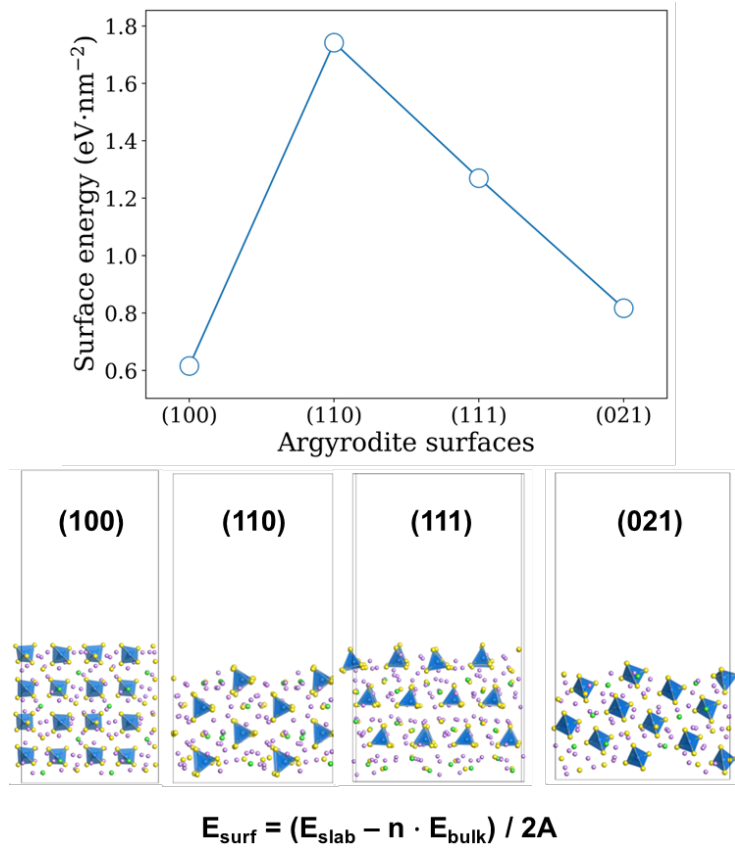 1.8
1.6
1.4
1.2
1.0
0.8
0.6
Surface energy (eV·nm⁻²)
(100) (110) (111) (021)
Argyrodite surfaces
(100) (110) (111) (021)
E_surf = (E_slab – n · E_bulk) / 2A